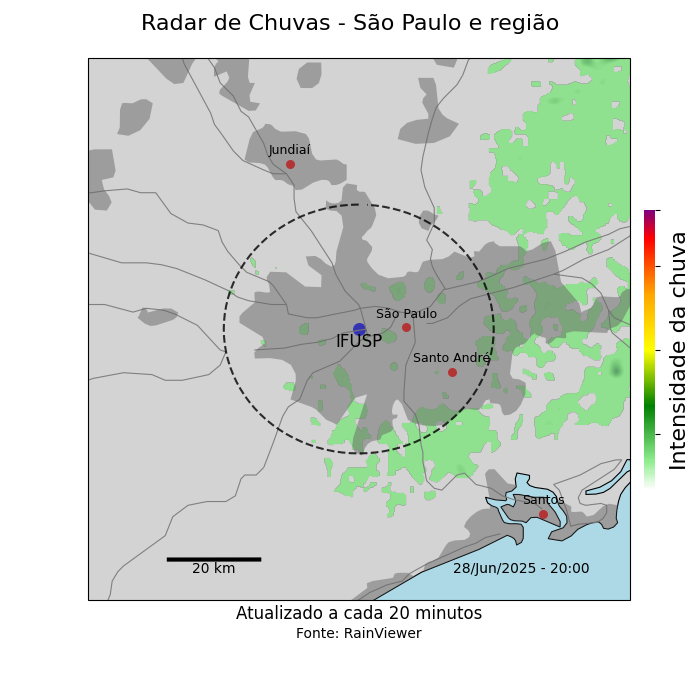 Radar de Chuvas - São Paulo e região
Jundiaí
São Paulo
IFUSP
Santo André
Santos
20 km
28/Jun/2025 - 20:00
Intensidade da chuva
Atualizado a cada 20 minutos
Fonte: RainViewer